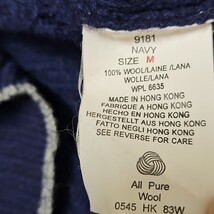 9181
NAVY
SIZE M
100% WOOL/LAINE/LANA
WOLLE/LANA
WPL 6635
MADE IN HONG KONG
FABRIQUE A HONG KONG
HECHO EN HONG KONG
HERGESTELLT IN HONG KONG
FATTO NEGLI HONG KONG
SEE REVERSE FOR CARE
All Pure
Wool
0545 HK 83W